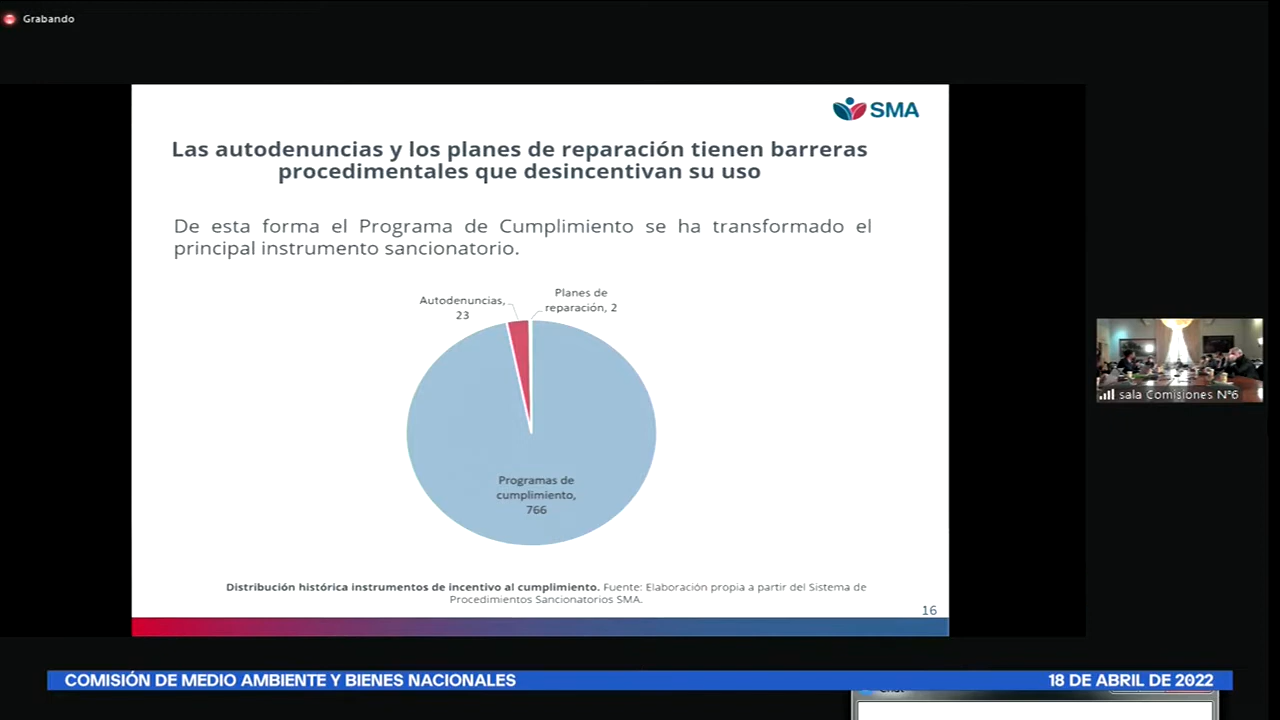 Grabando
SMA
Las autodenuncias y los planes de reparación tienen barreras
procedimentales que desincentivan su uso
De esta forma el Programa de Cumplimiento se ha transformado el
principal instrumento sancionatorio.
Autodenuncias,
23
Planes de
reparación, 2
Programas de
cumplimiento,
766
Distribución histórica instrumentos de incentivo al cumplimiento. Fuente: Elaboración propia a partir del Sistema de
Procedimientos Sancionatorios SMA.
16
sala Comisiones N°6
COMISIÓN DE MEDIO AMBIENTE Y BIENES NACIONALES
18 DE ABRIL DE 2022